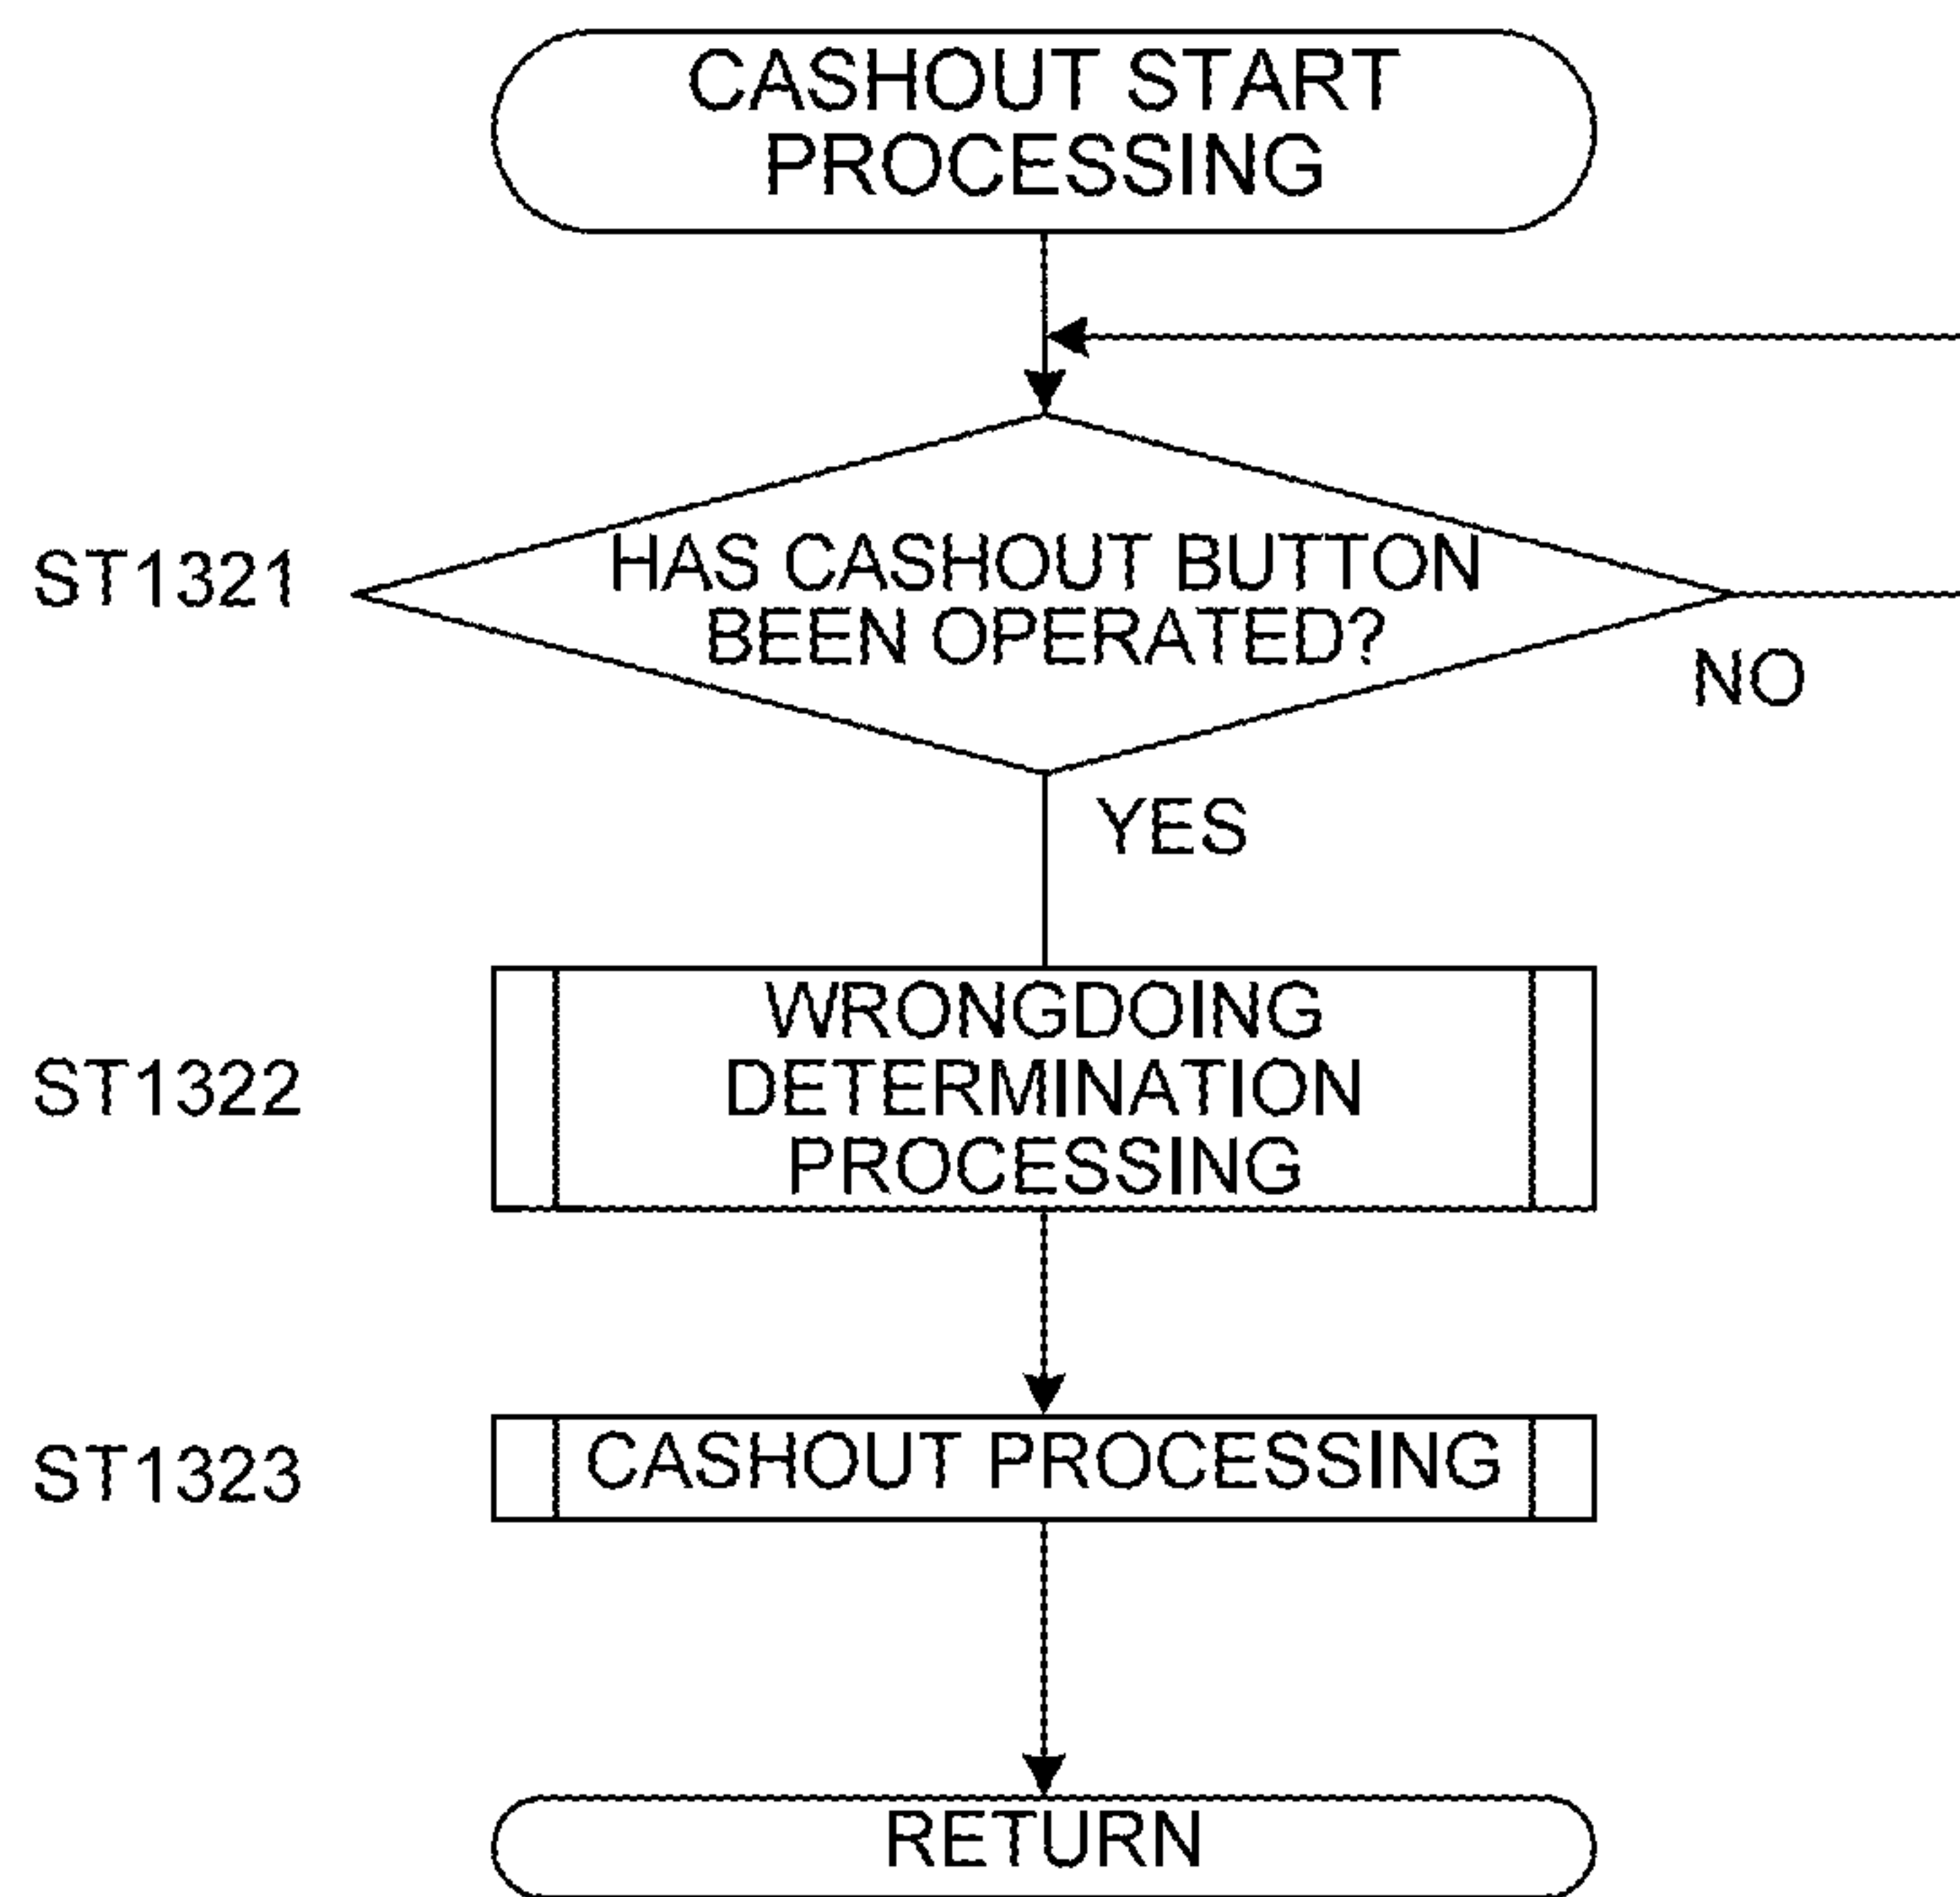 CASHOUT START
PROCESSING
ST1321
HAS CASHOUT BUTTON
BEEN OPERATED?
NO
YES
ST1322
WRONGDOING
DETERMINATION
PROCESSING
ST1323
CASHOUT PROCESSING
RETURN